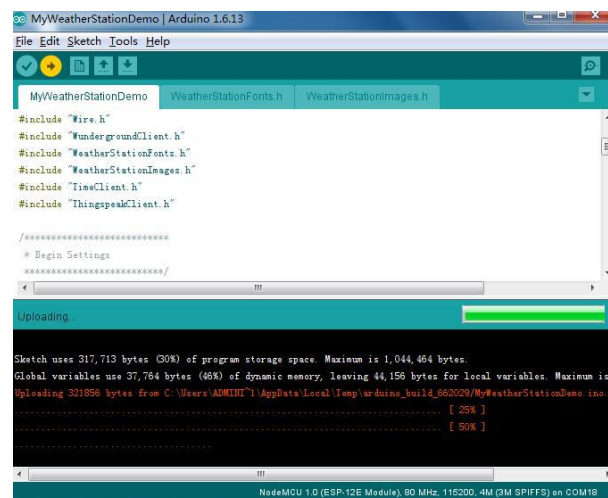 MyWeatherStationDemo | Arduino 1.6.13
File Edit Sketch Tools Help
MyWeatherStationDemo WeatherStationFonts.h WeatherStationImages.h
#include "Wire.h"
#include "WundergroundClient.h"
#include "WeatherStationFonts.h"
#include "WeatherStationImages.h"
#include "TimeClient.h"
#include "ThingspeakClient.h"
/***************************
* Begin Settings
**************************/
Uploading...
Sketch uses 317,713 bytes (30%) of program storage space. Maximum is 1,044,464 bytes.
Global variables use 37,764 bytes (46%) of dynamic memory, leaving 44,156 bytes for local variables. Maximum is
Uploading 321856 bytes from C:\Users\ADMINI~1\AppData\Local\Temp\arduino_build_662029/MyWeatherStationDemo.ino
................................................................................ [ 25% ]
................................................................................ [ 50% ]
.....................................
NodeMCU 1.0 (ESP-12E Module), 80 MHz, 115200, 4M (3M SPIFFS) on COM18